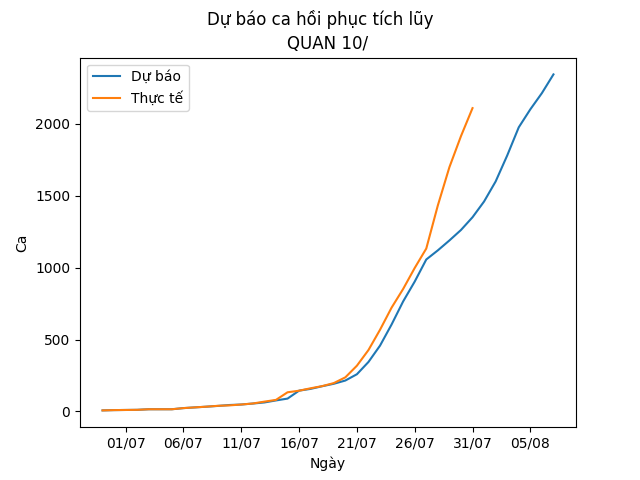 Dự báo ca hồi phục tích lũy
QUAN 10/
Dự báo
Thực tế
Ca
2000
1500
1000
500
0
01/07 06/07 11/07 16/07 21/07 26/07 31/07 05/08
Ngày